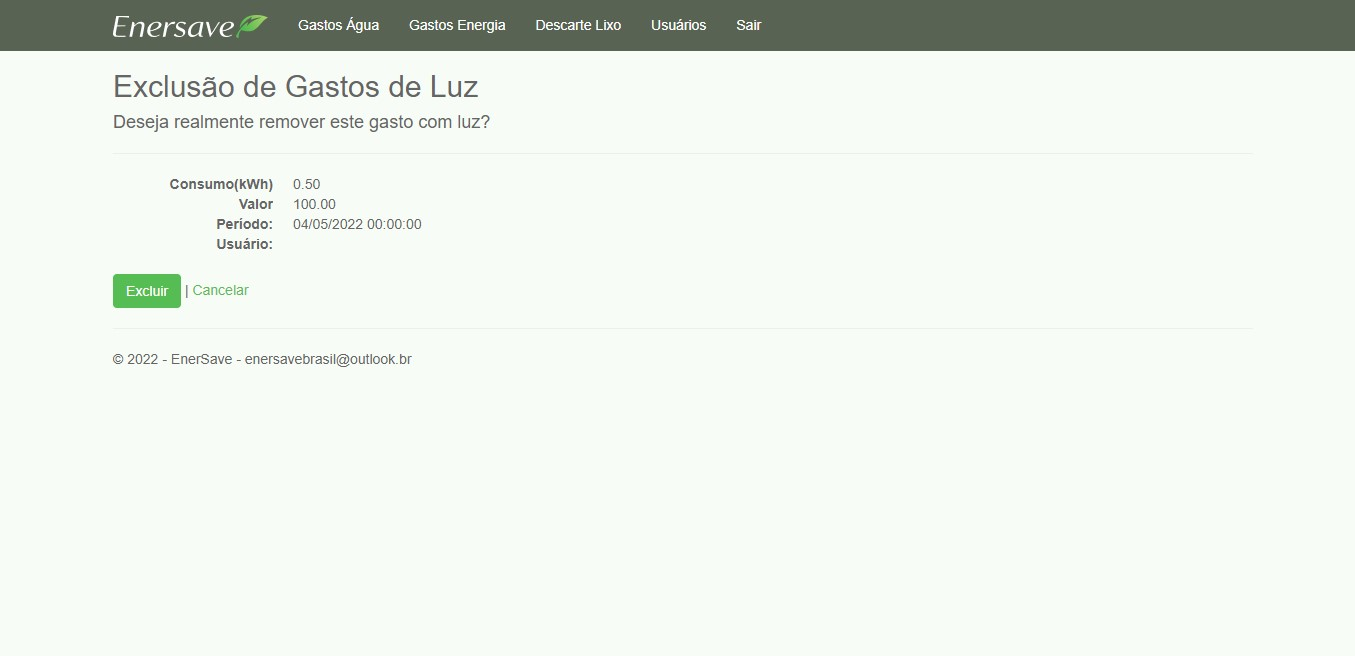 Enersave Gastos Água Gastos Energia Descarte Lixo Usuários Sair
Exclusão de Gastos de Luz
Deseja realmente remover este gasto com luz?
Consumo(kWh) 0.50
Valor 100.00
Período: 04/05/2022 00:00:00
Usuário:
Excluir | Cancelar
© 2022 - EnerSave - enersavebrasil@outlook.br